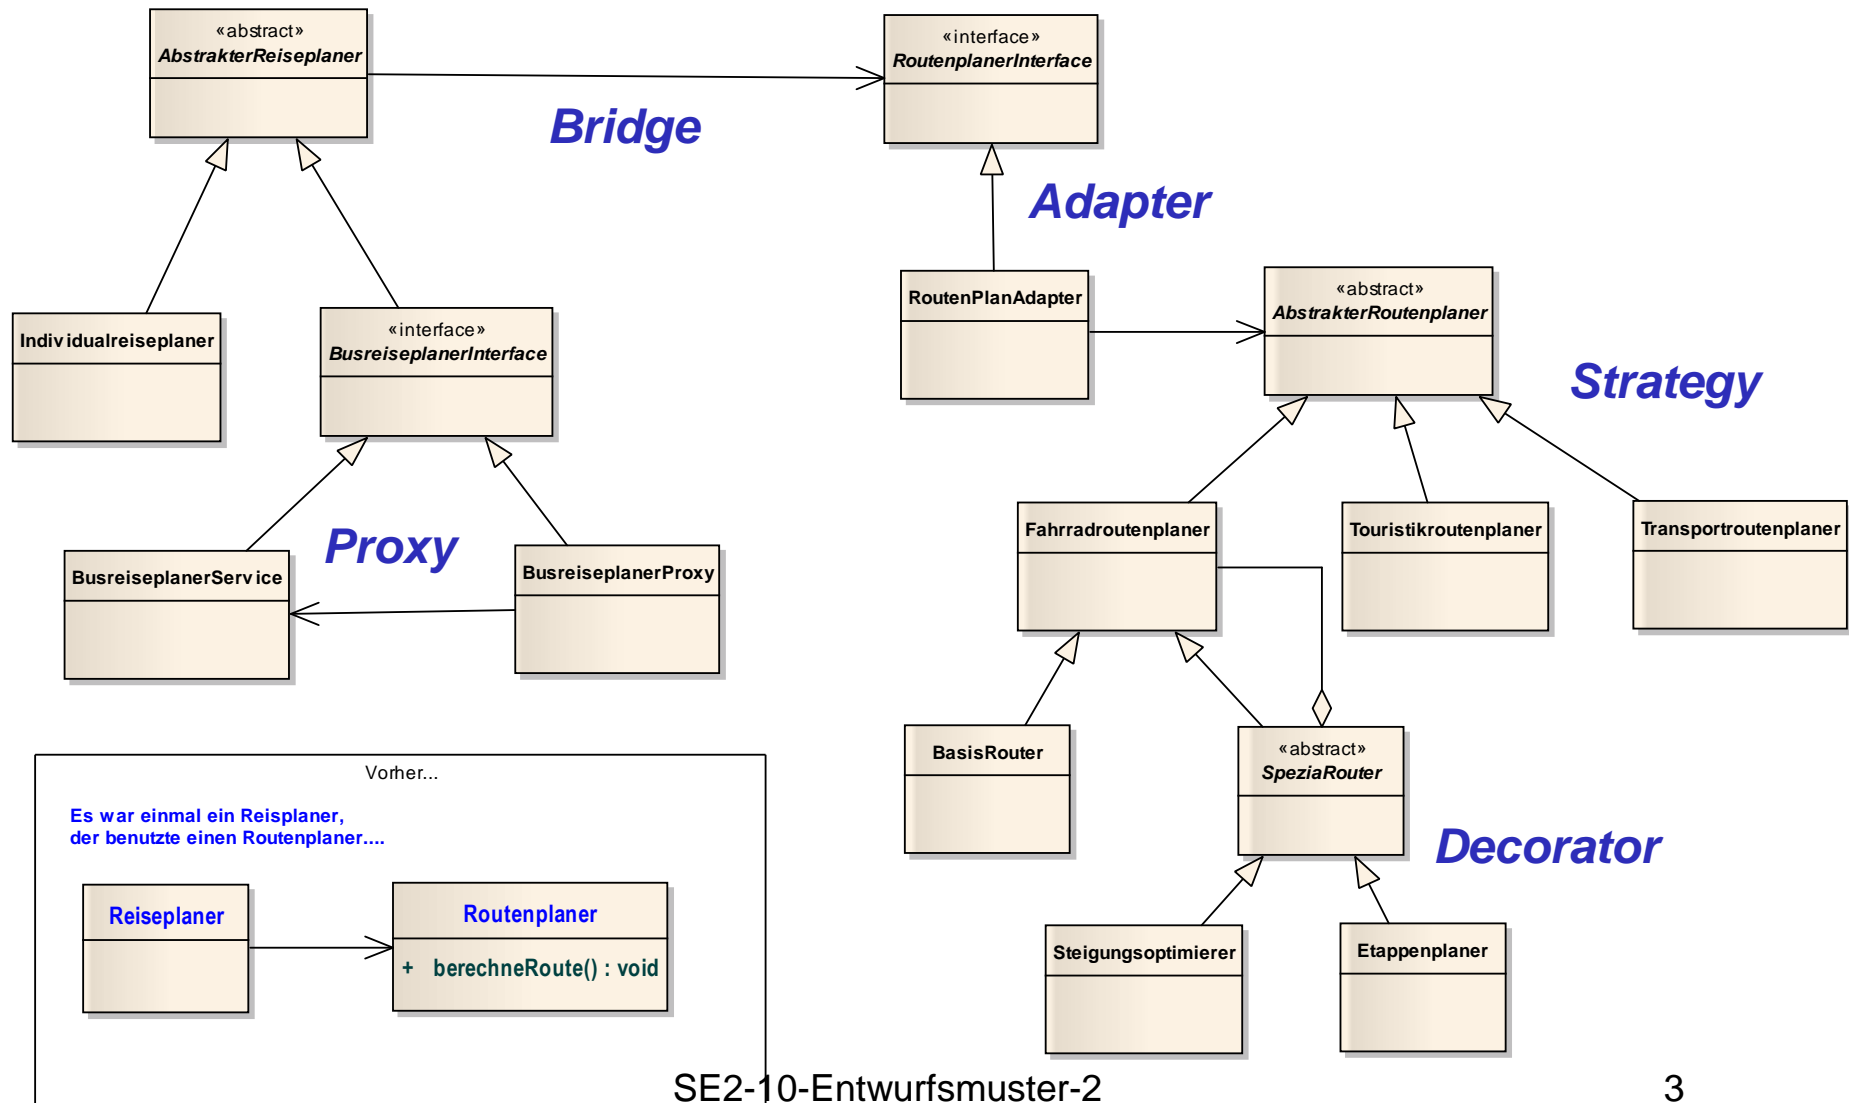 «abstract»
AbstrakterReiseplaner
«interface»
RoutenplanerInterface
Bridge
Adapter
Individualreiseplaner
«interface»
BusreiseplanerInterface
RoutenPlanAdapter
«abstract»
AbstrakterRoutenplaner
Strategy
BusreiseplanerService
Proxy
BusreiseplanerProxy
Fahrradroutenplaner
Touristikroutenplaner
Transportroutenplaner
BasisRouter
«abstract»
SpeziaRouter
Decorator
Steigungsoptimierer
Etappenplaner
Vorher...
Es war einmal ein Reisplaner,
der benutzte einen Routenplaner....
Reiseplaner
Routenplaner
+ berechneRoute() : void
SE2-10-Entwurfsmuster-2
3